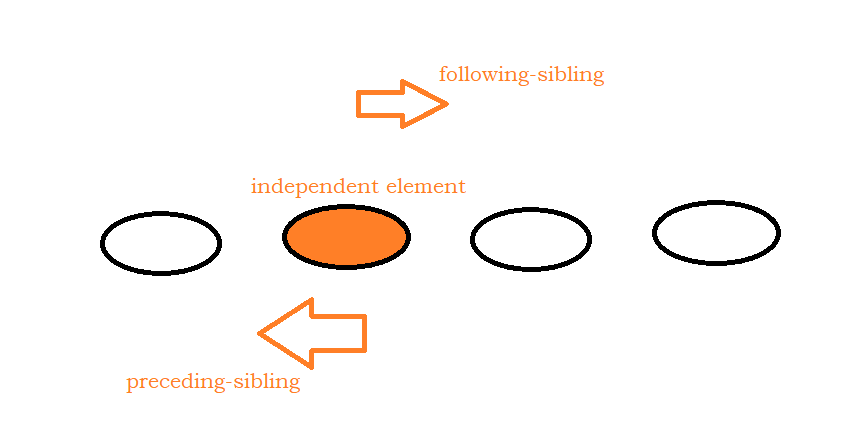 following-sibling
independent element
preceding-sibling